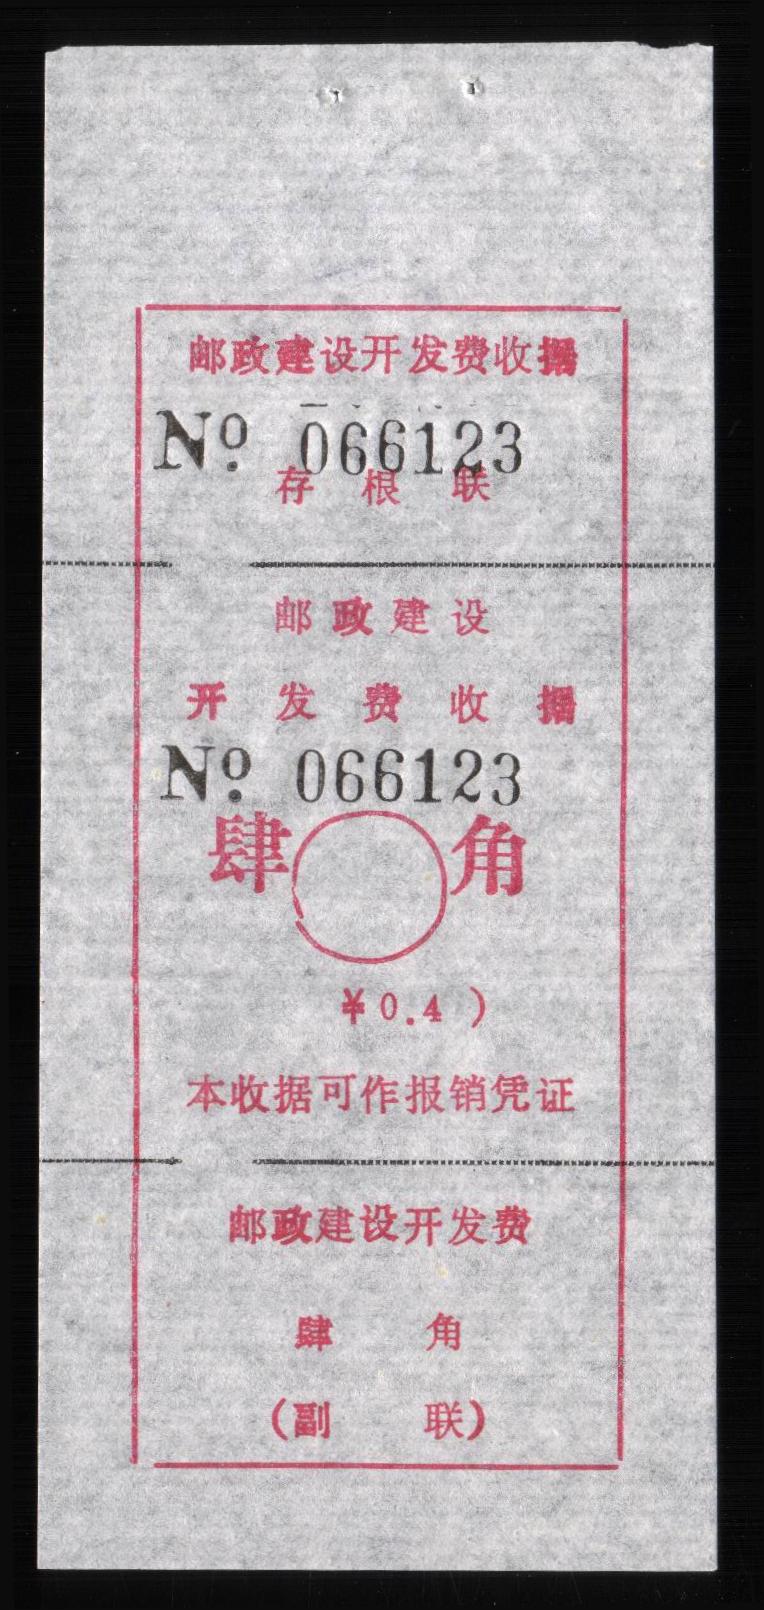 邮政建设开发费收据
Nº 066123
存根联
邮政建设
开发费收据
Nº 066123
肆 角
¥0.4 )
本收据可作报销凭证
邮政建设开发费
肆 角
(副 联)